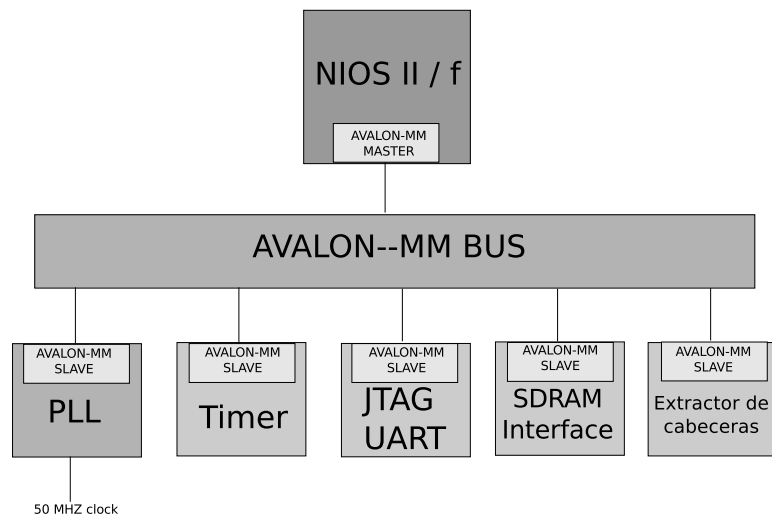 NIOS II / f
AVALON-MM
MASTER
AVALON--MM BUS
AVALON-MM
SLAVE
PLL
AVALON-MM
SLAVE
Timer
AVALON-MM
SLAVE
JTAG
UART
AVALON-MM
SLAVE
SDRAM
Interface
AVALON-MM
SLAVE
Extractor de
cabeceras
50 MHZ clock